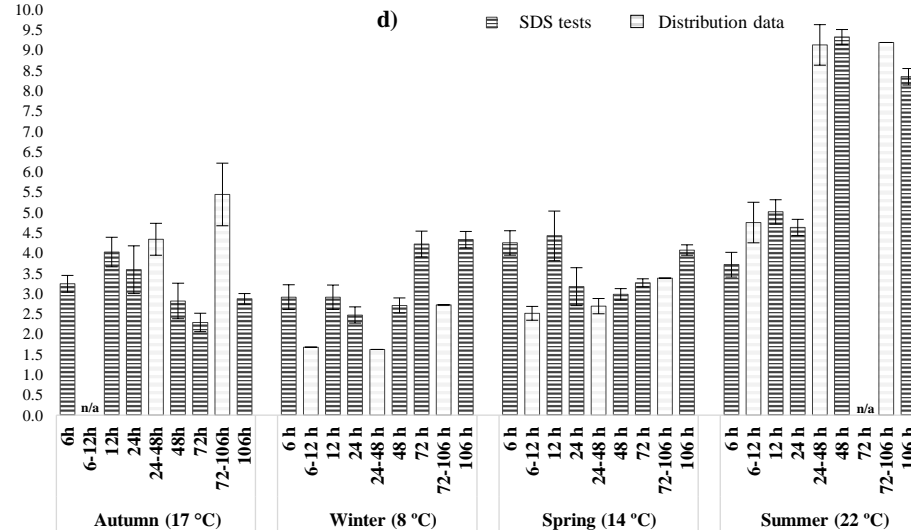 d)
SDS tests
Distribution data
10.0
9.5
9.0
8.5
8.0
7.5
7.0
6.5
6.0
5.5
5.0
4.5
4.0
3.5
3.0
2.5
2.0
1.5
1.0
0.5
0.0
n/a
n/a
6h
6-12h
12h
24h
24-48h
48h
72h
72-106h
106h
6 h
6-12 h
12 h
24 h
24-48 h
48 h
72 h
72-106 h
106 h
6 h
6-12 h
12 h
24 h
24-48 h
48 h
72 h
72-106 h
106 h
6 h
6-12 h
12 h
24 h
24-48 h
48 h
72 h
72-106 h
106 h
Autumn (17 °C)
Winter (8 ºC)
Spring (14 ºC)
Summer (22 ºC)